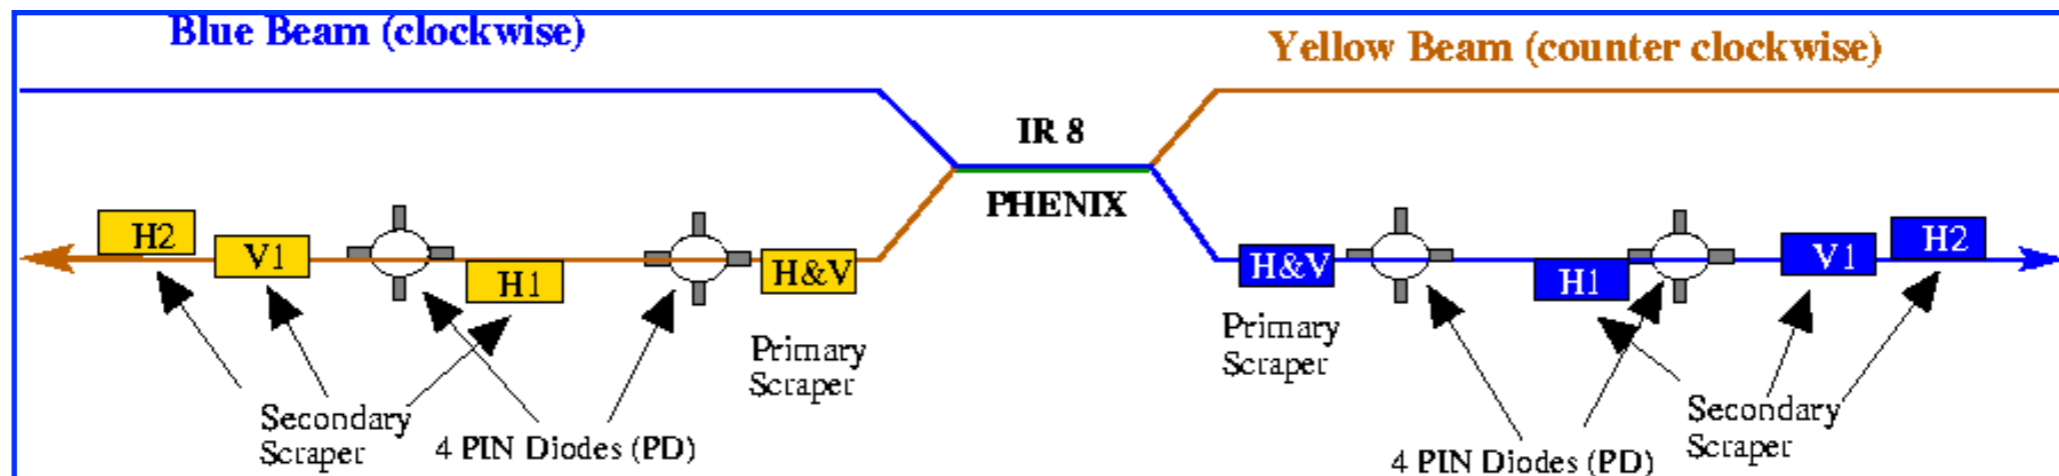 Blue Beam (clockwise)
Yellow Beam (counter clockwise)
IR 8
PHENIX
H2
V1
H1
H&V
H&V
H1
V1
H2
Primary
Scraper
Primary
Scraper
Secondary
Scraper
4 PIN Diodes (PD)
Secondary
Scraper
4 PIN Diodes (PD)